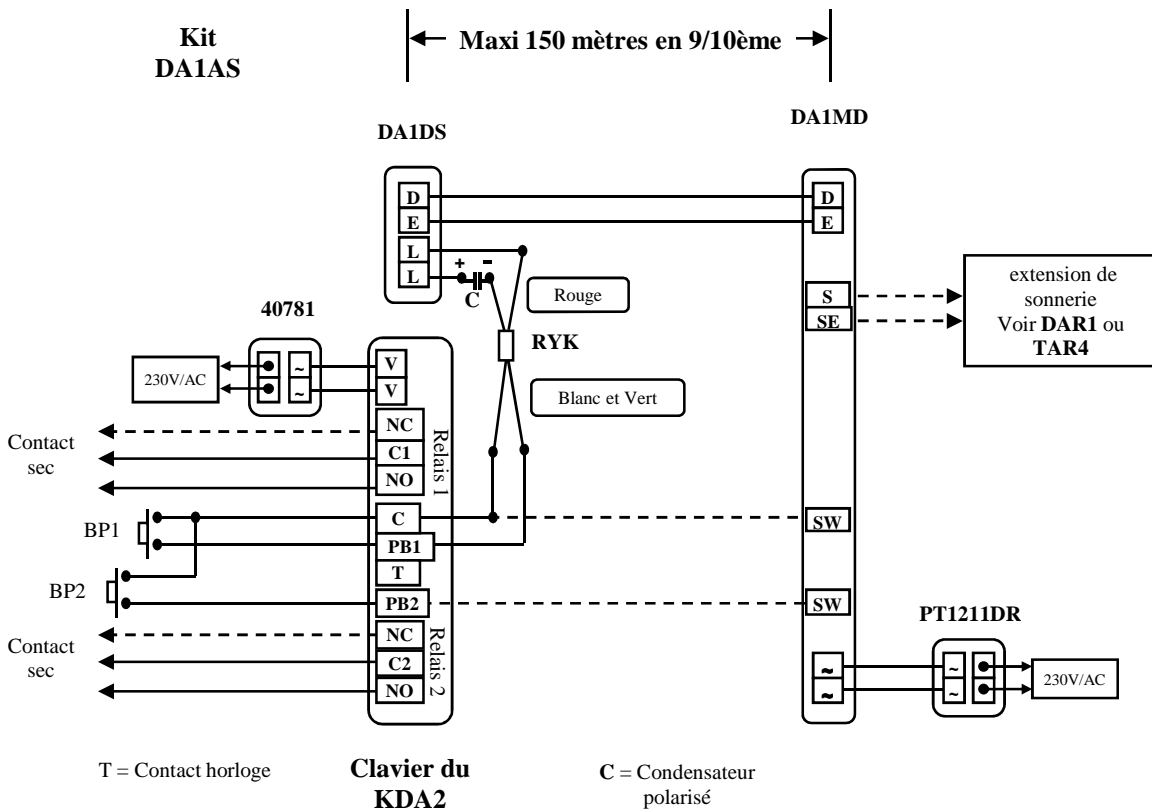 Kit
DA1AS
Maxi 150 mètres en 9/10ème
DA1DS
DA1MD
D
E
L
L
+
-
C
D
E
S
SE
Rouge
RYK
Blanc et Vert
extension de
sonnerie
Voir DAR1 ou
TAR4
40781
230V/AC
~
~
V
V
NC
C1
NO
Relais 1
Contact
sec
C
PB1
T
PB2
BP1
BP2
SW
SW
NC
C2
NO
Relais 2
Contact
sec
PT1211DR
~
~
~
~
230V/AC
T = Contact horloge
Clavier du
KDA2
C = Condensateur
polarisé